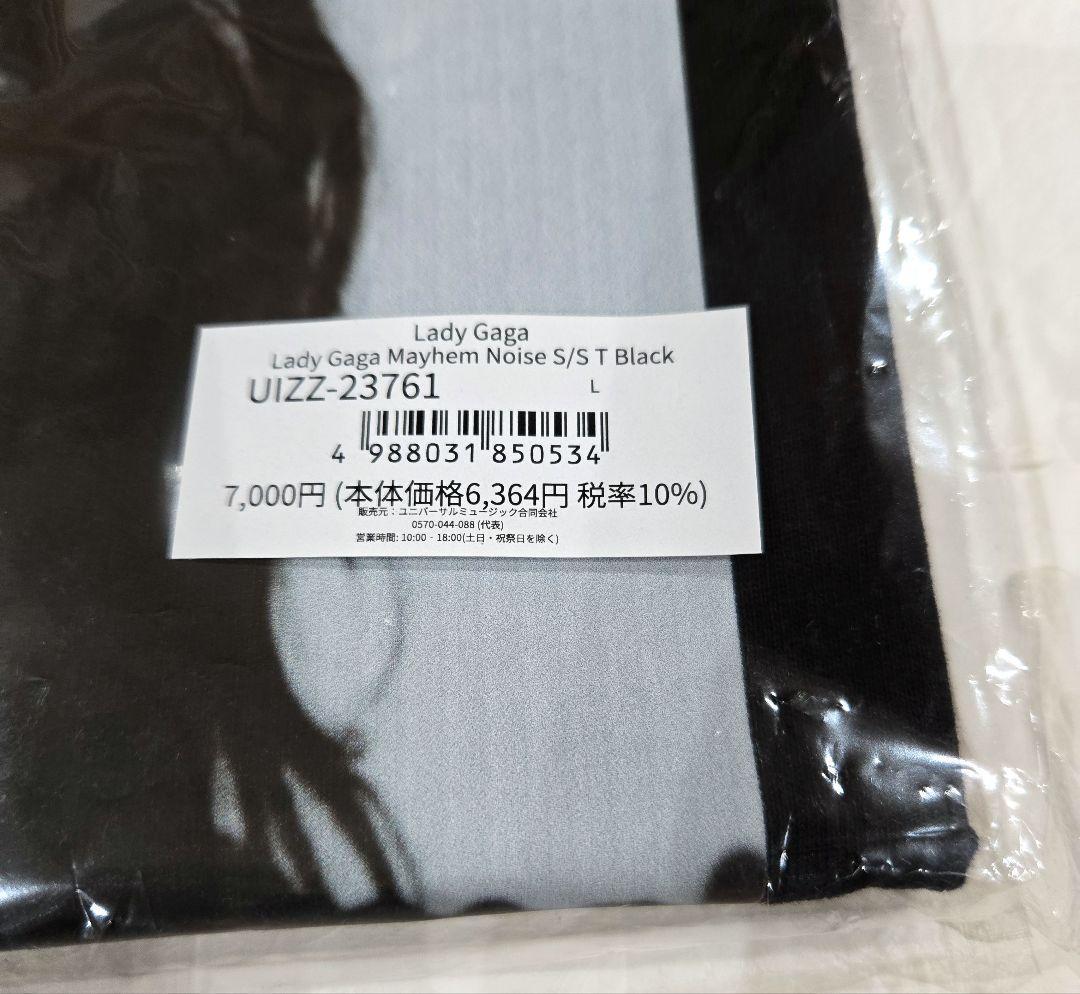 Lady Gaga
Lady Gaga Mayhem Noise S/S T Black
UIZZ-23761 L
4 988031 850534
7,000円 (本体価格6,364円 税率10%)
販売元：ユニバーサルミュージック合同会社
0570-044-088 (代表)
営業時間: 10:00 - 18:00(土日・祝祭日を除く)